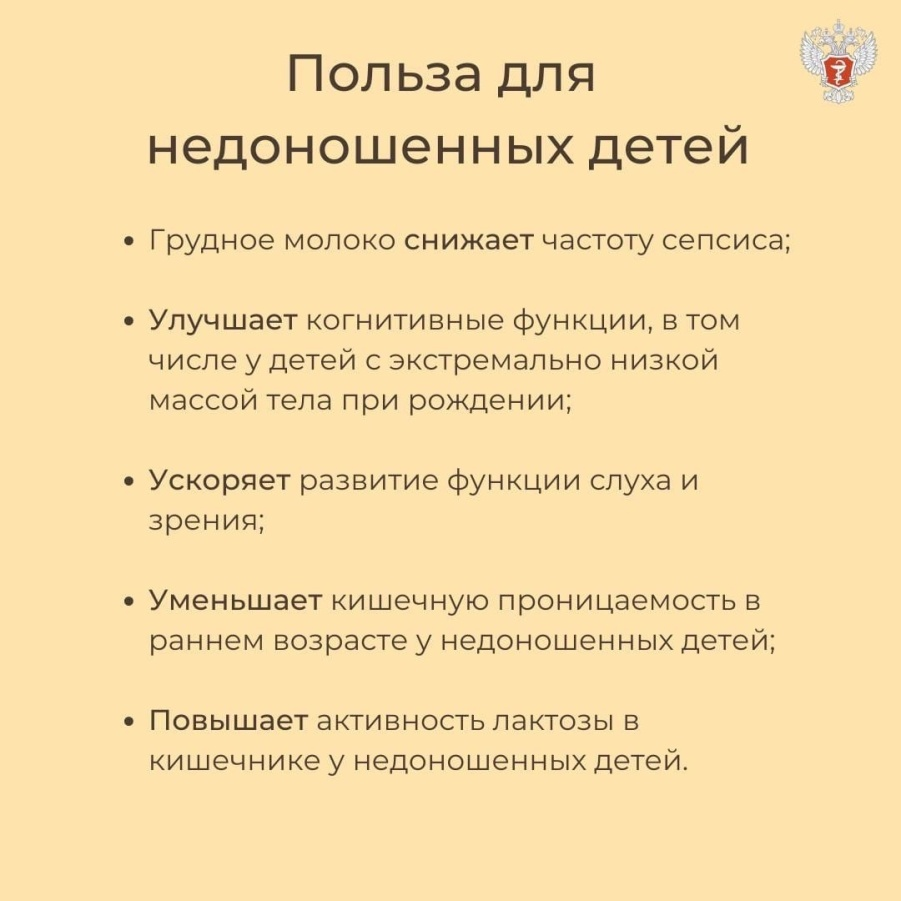 Польза для
недоношенных детей
• Грудное молоко снижает частоту сепсиса;
• Улучшает когнитивные функции, в том
числе у детей с экстремально низкой
массой тела при рождении;
• Ускоряет развитие функции слуха и
зрения;
• Уменьшает кишечную проницаемость в
раннем возрасте у недоношенных детей;
• Повышает активность лактозы в
кишечнике у недоношенных детей.